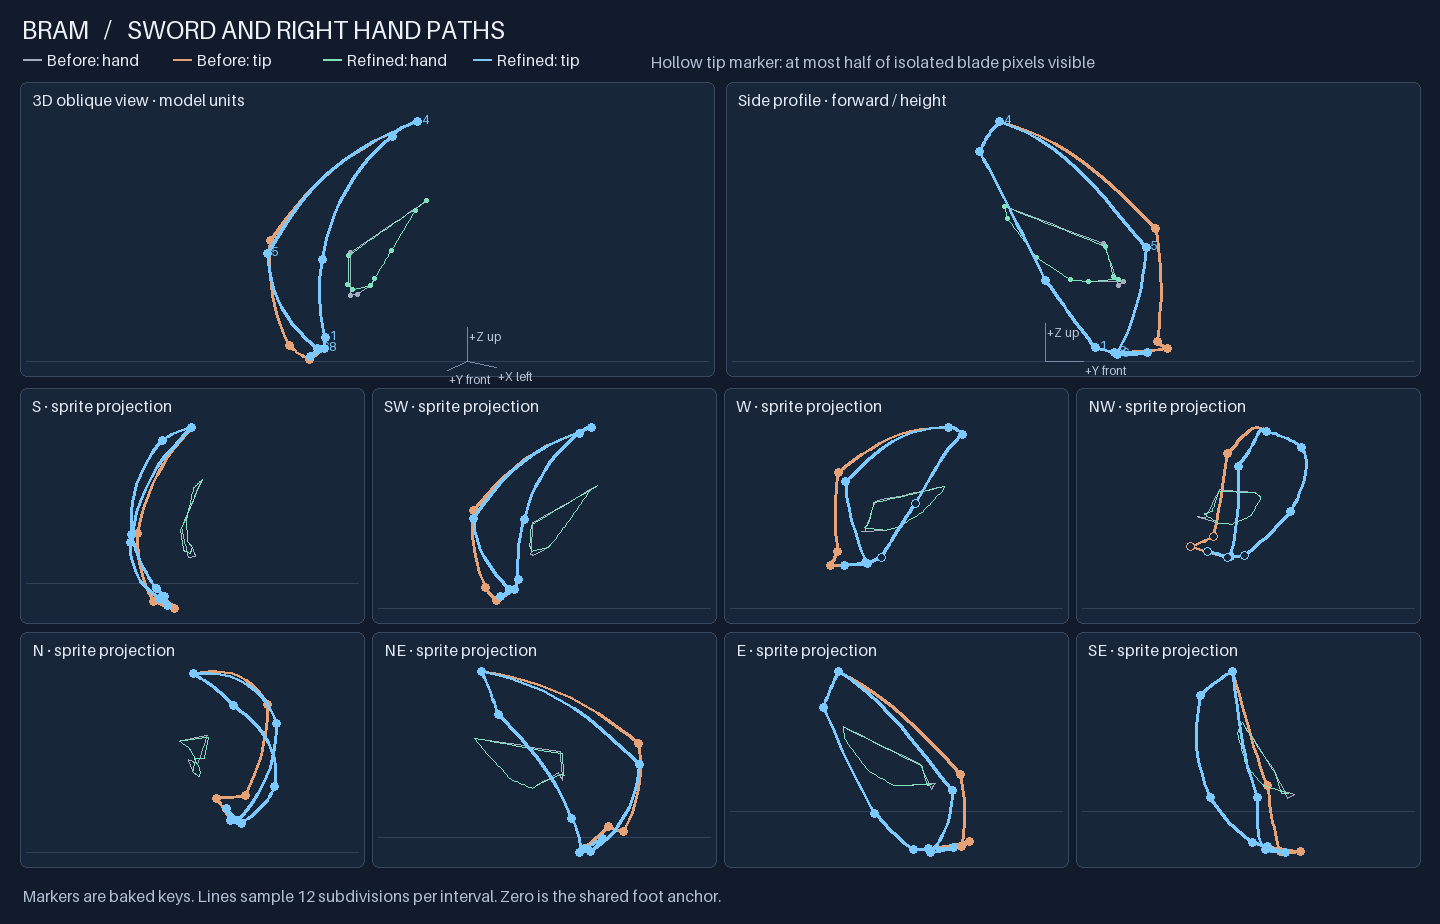 BRAM / SWORD AND RIGHT HAND PATHS
Before: hand Before: tip Refined: hand Refined: tip Hollow tip marker: at most half of isolated blade pixels visible
3D oblique view · model units
4
5
1
8
+Z up
+Y front +X left
Side profile · forward / height
4
5
+Z up
1
+Y front
S · sprite projection
SW · sprite projection
W · sprite projection
NW · sprite projection
N · sprite projection
NE · sprite projection
E · sprite projection
SE · sprite projection
Markers are baked keys. Lines sample 12 subdivisions per interval. Zero is the shared foot anchor.